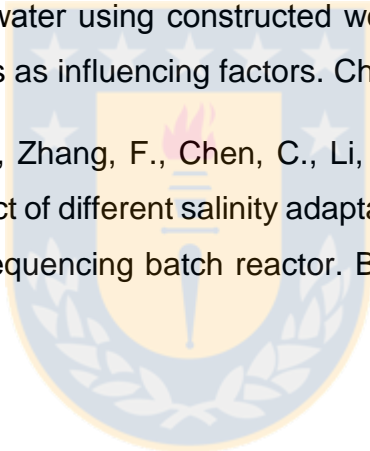 water using constructed we
s as influencing factors. Ch
, Zhang, F., Chen, C., Li,
ct of different salinity adapta
equencing batch reactor. B